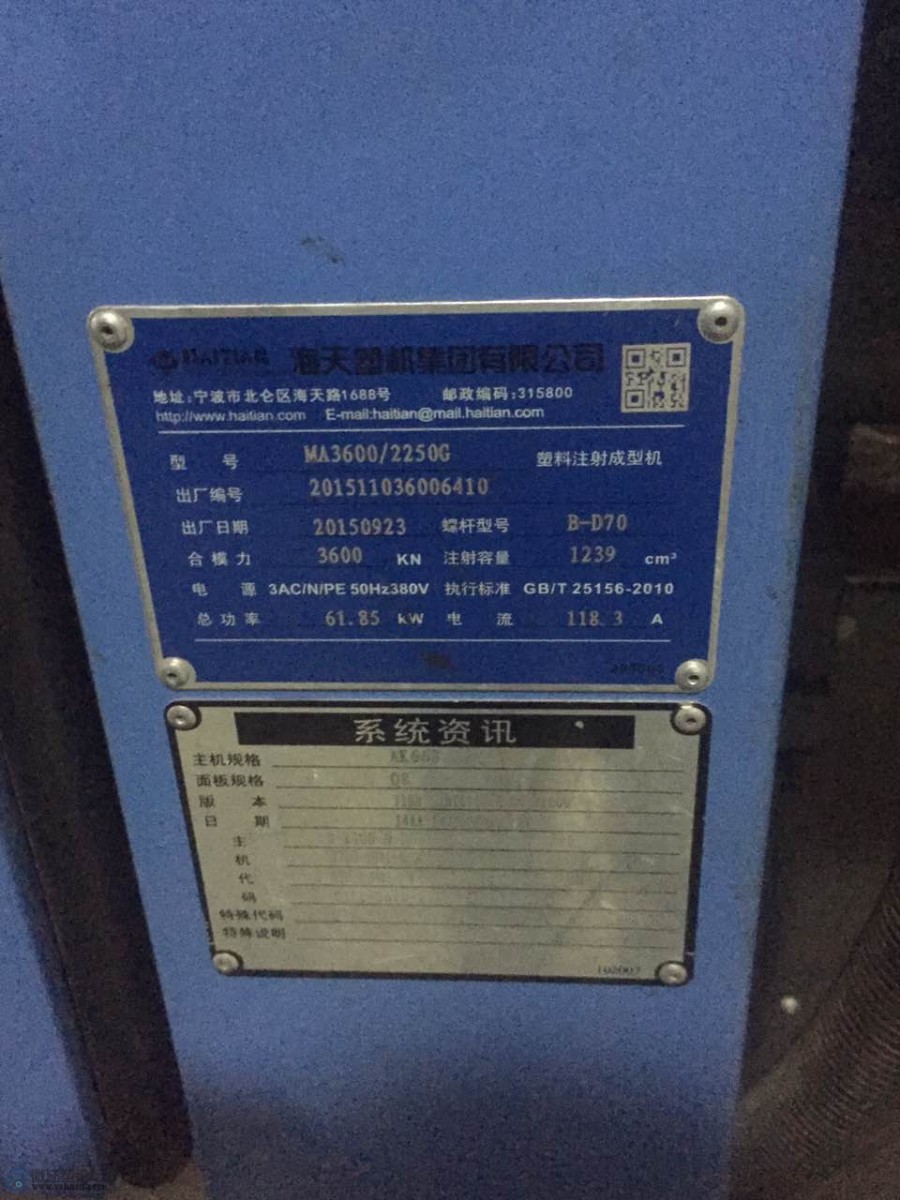 HAITIAN 海天塑机集团有限公司
地址:宁波市北仑区海天路1688号 邮政编码:315800
http://www.haitian.com E-mail:haitian@mail.haitian.com
型 号 MA3600/2250G 塑料注射成型机
出厂编号 201511036006410
出厂日期 20150923 螺杆型号 B-D70
合模力 3600 KN 注射容量 1239 cm³
电 源 3AC/N/PE 50Hz380V 执行标准 GB/T 25156-2010
总功率 61.85 kW 电 流 118.3 A
系统资讯
主机规格 AK668
面板规格 Q8
版 本
日 期
主
机
代
码
特殊代码
特殊说明